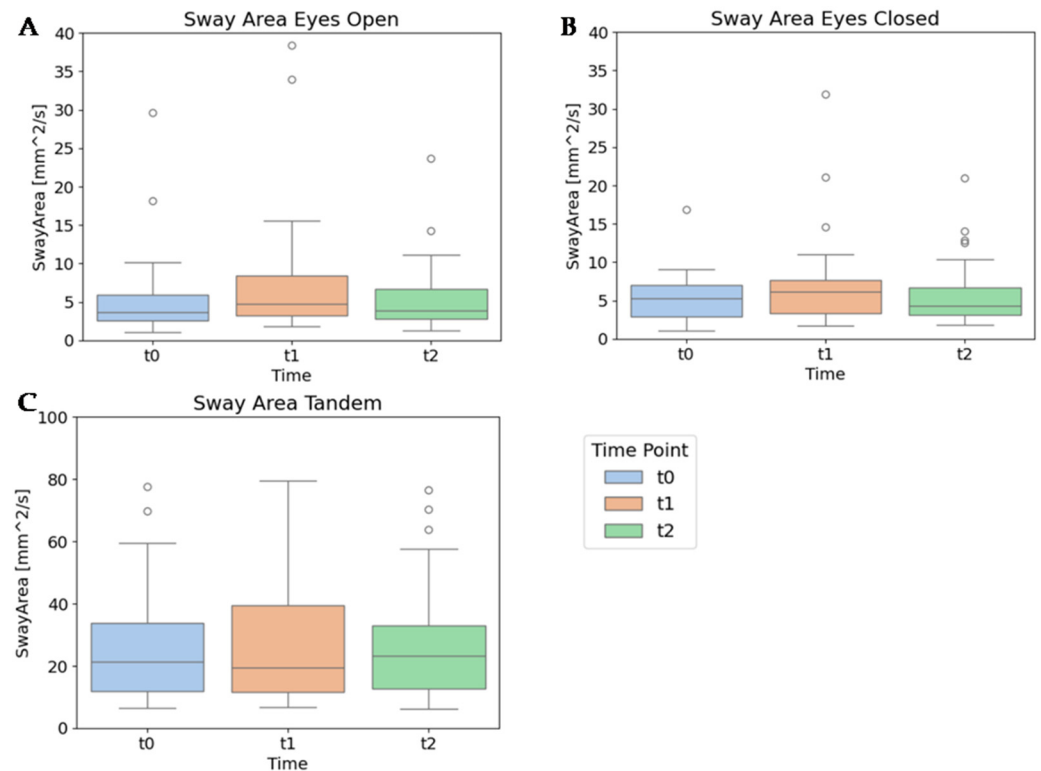 A
Sway Area Eyes Open
SwayArea [mm^2/s]
40
35
30
25
20
15
10
5
0
t0 t1 t2
Time
B
Sway Area Eyes Closed
SwayArea [mm^2/s]
40
35
30
25
20
15
10
5
0
t0 t1 t2
Time
C
Sway Area Tandem
SwayArea [mm^2/s]
100
80
60
40
20
0
t0 t1 t2
Time
Time Point
t0
t1
t2